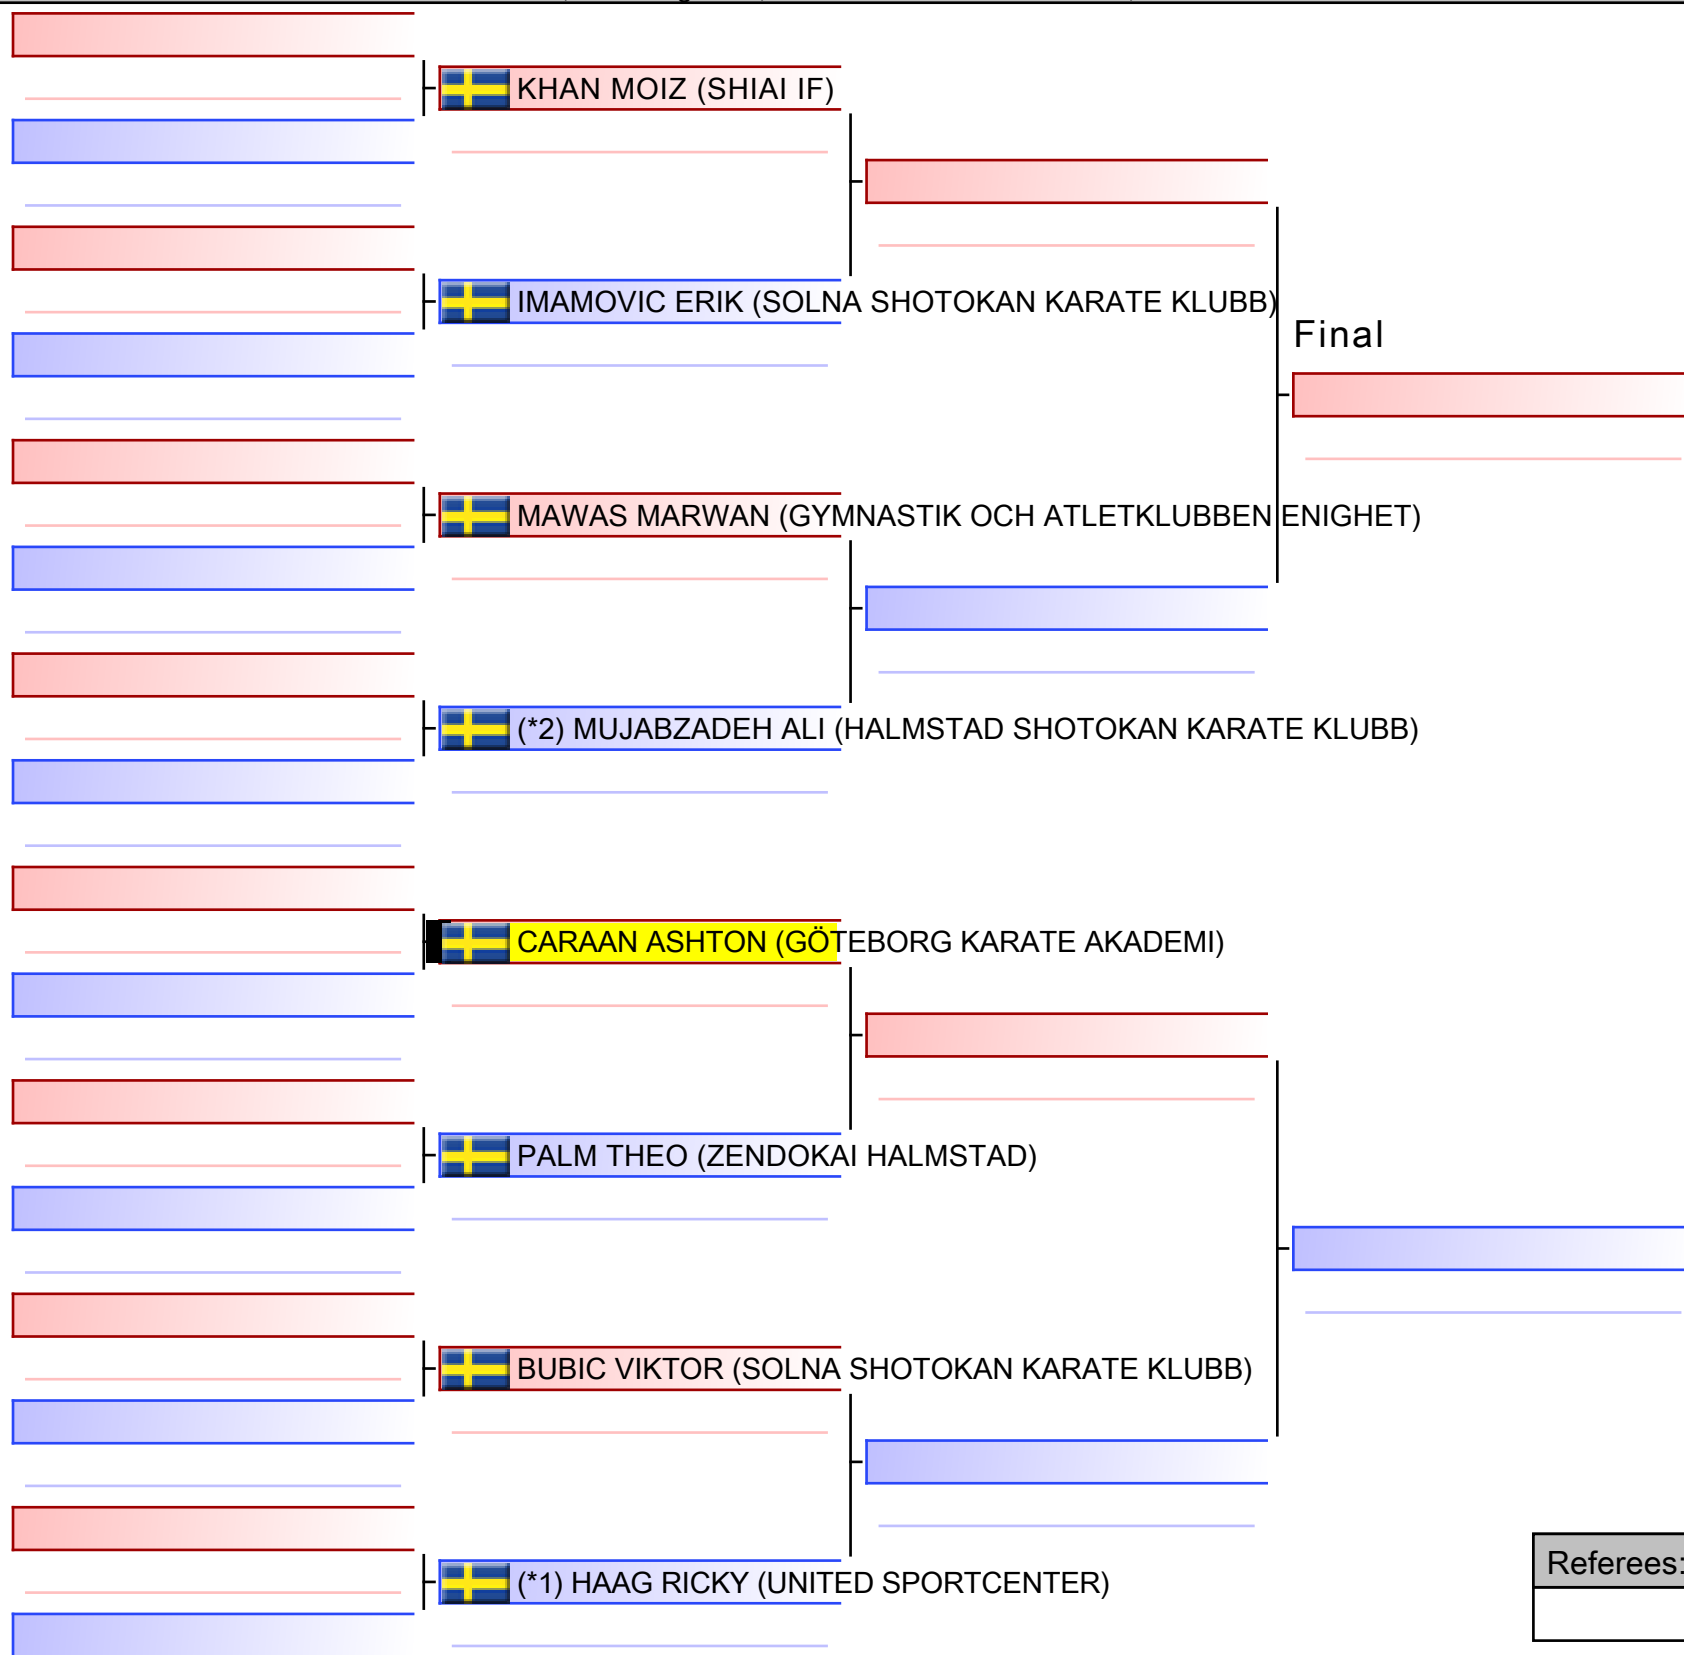 KHAN MOIZ (SHIAI IF)
IMAMOVIC ERIK (SOLNA SHOTOKAN KARATE KLUBB)
Final
MAWAS MARWAN (GYMNASTIK OCH ATLETKLUBBEN ENIGHET)
(*2) MUJABZADEH ALI (HALMSTAD SHOTOKAN KARATE KLUBB)
CARAAN ASHTON (GÖTEBORG KARATE AKADEMI)
PALM THEO (ZENDOKAI HALMSTAD)
BUBIC VIKTOR (SOLNA SHOTOKAN KARATE KLUBB)
Referees:
(*1) HAAG RICKY (UNITED SPORTCENTER)